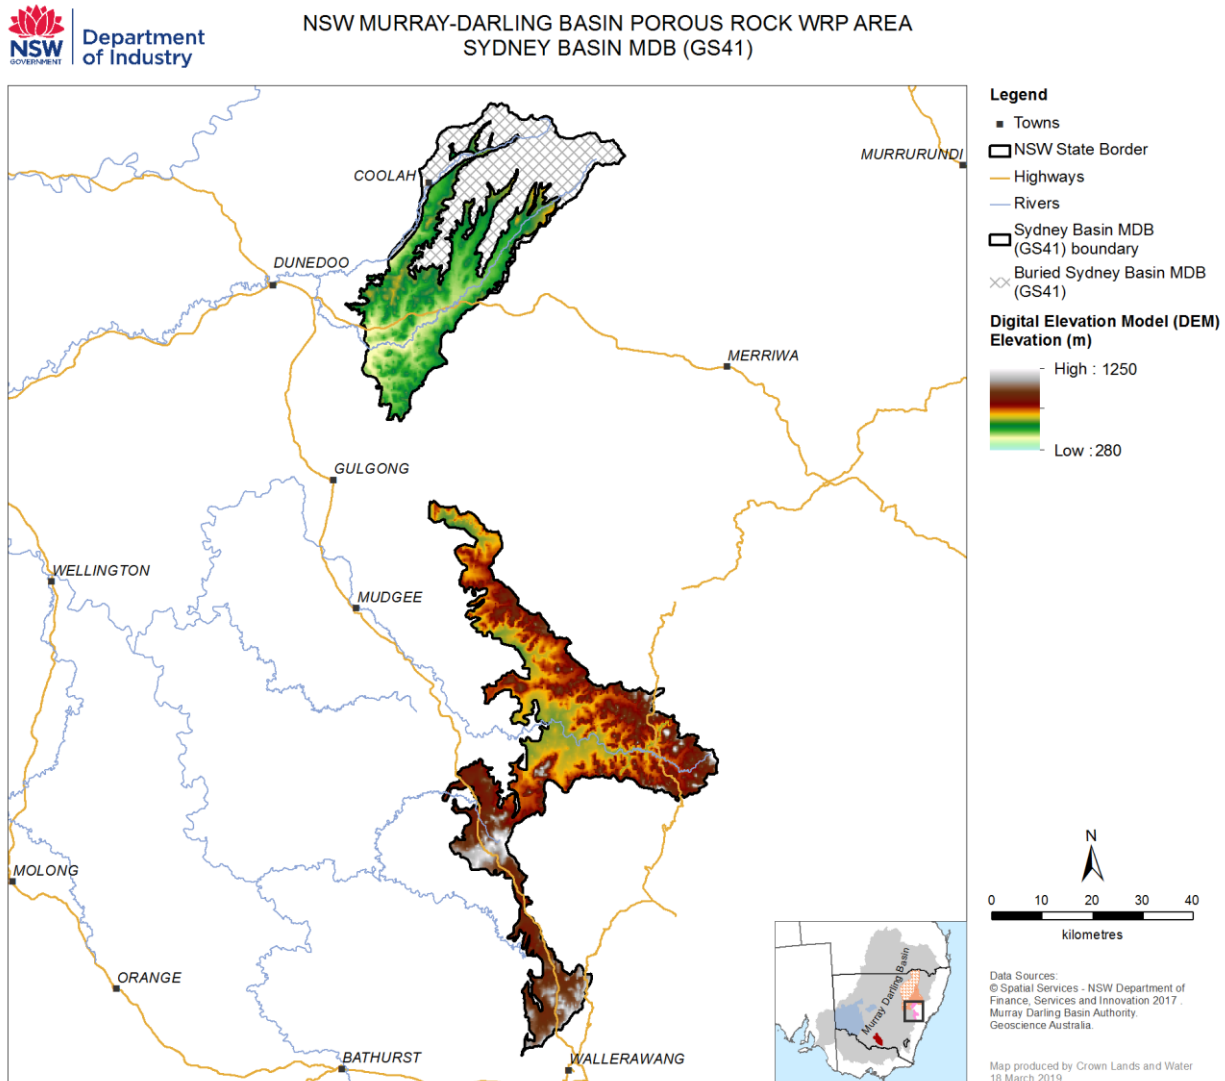 NSW MURRAY-DARLING BASIN POROUS ROCK WRP AREA
SYDNEY BASIN MDB (GS41)
NSW
GOVERNMENT
Department
of Industry
MURRURUNDI
COOLAH
DUNEDOO
MERRIWA
GULGONG
WELLINGTON
MUDGEE
MOLONG
ORANGE
BATHURST
WALLERAWANG
Murray Darling Basin
Legend
Towns
NSW State Border
Highways
Rivers
Sydney Basin MDB
(GS41) boundary
Buried Sydney Basin MDB
(GS41)
Digital Elevation Model (DEM)
Elevation (m)
High : 1250
Low : 280
N
0 10 20 30 40
kilometres
Data Sources:
© Spatial Services - NSW Department of
Finance, Services and Innovation 2017 .
Murray Darling Basin Authority.
Geoscience Australia.
Map produced by Crown Lands and Water
18 March 2019